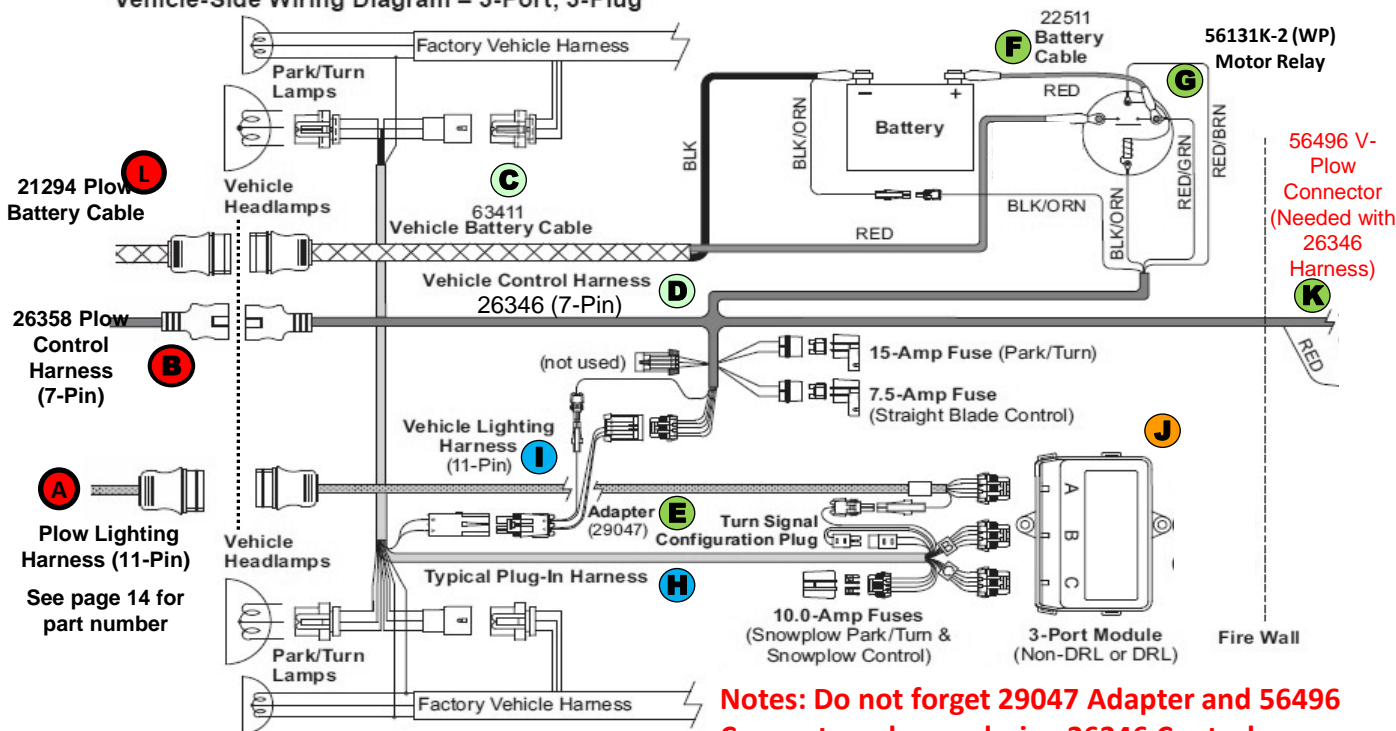 Vehicle-Side Wiring Diagram – 3-Port, 3-Plug
Factory Vehicle Harness
Park/Turn
Lamps
22511
Battery
Cable
F
56131K-2 (WP)
Motor Relay
G
RED
Battery
–
+
BLK
BLK/ORN
BLK/ORN
BLK/ORN
RED/GRN
RED/BRN
RED
56496 V-
Plow
Connector
(Needed with
26346
Harness)
K
RED
L
21294 Plow
Battery Cable
Vehicle
Headlamps
C
63411
Vehicle Battery Cable
Vehicle Control Harness
26346 (7-Pin)
D
26358 Plow
Control
Harness
(7-Pin)
B
(not used)
15-Amp Fuse (Park/Turn)
7.5-Amp Fuse
(Straight Blade Control)
Vehicle Lighting
Harness
(11-Pin)
I
J
A
Plow Lighting
Harness (11-Pin)
See page 14 for
part number
Adapter
(29047)
E
Turn Signal
Configuration Plug
A
B
C
Vehicle
Headlamps
Typical Plug-In Harness
H
10.0-Amp Fuses
(Snowplow Park/Turn &
Snowplow Control)
3-Port Module
(Non-DRL or DRL)
Fire Wall
Park/Turn
Lamps
Factory Vehicle Harness
Notes: Do not forget 29047 Adapter and 56496